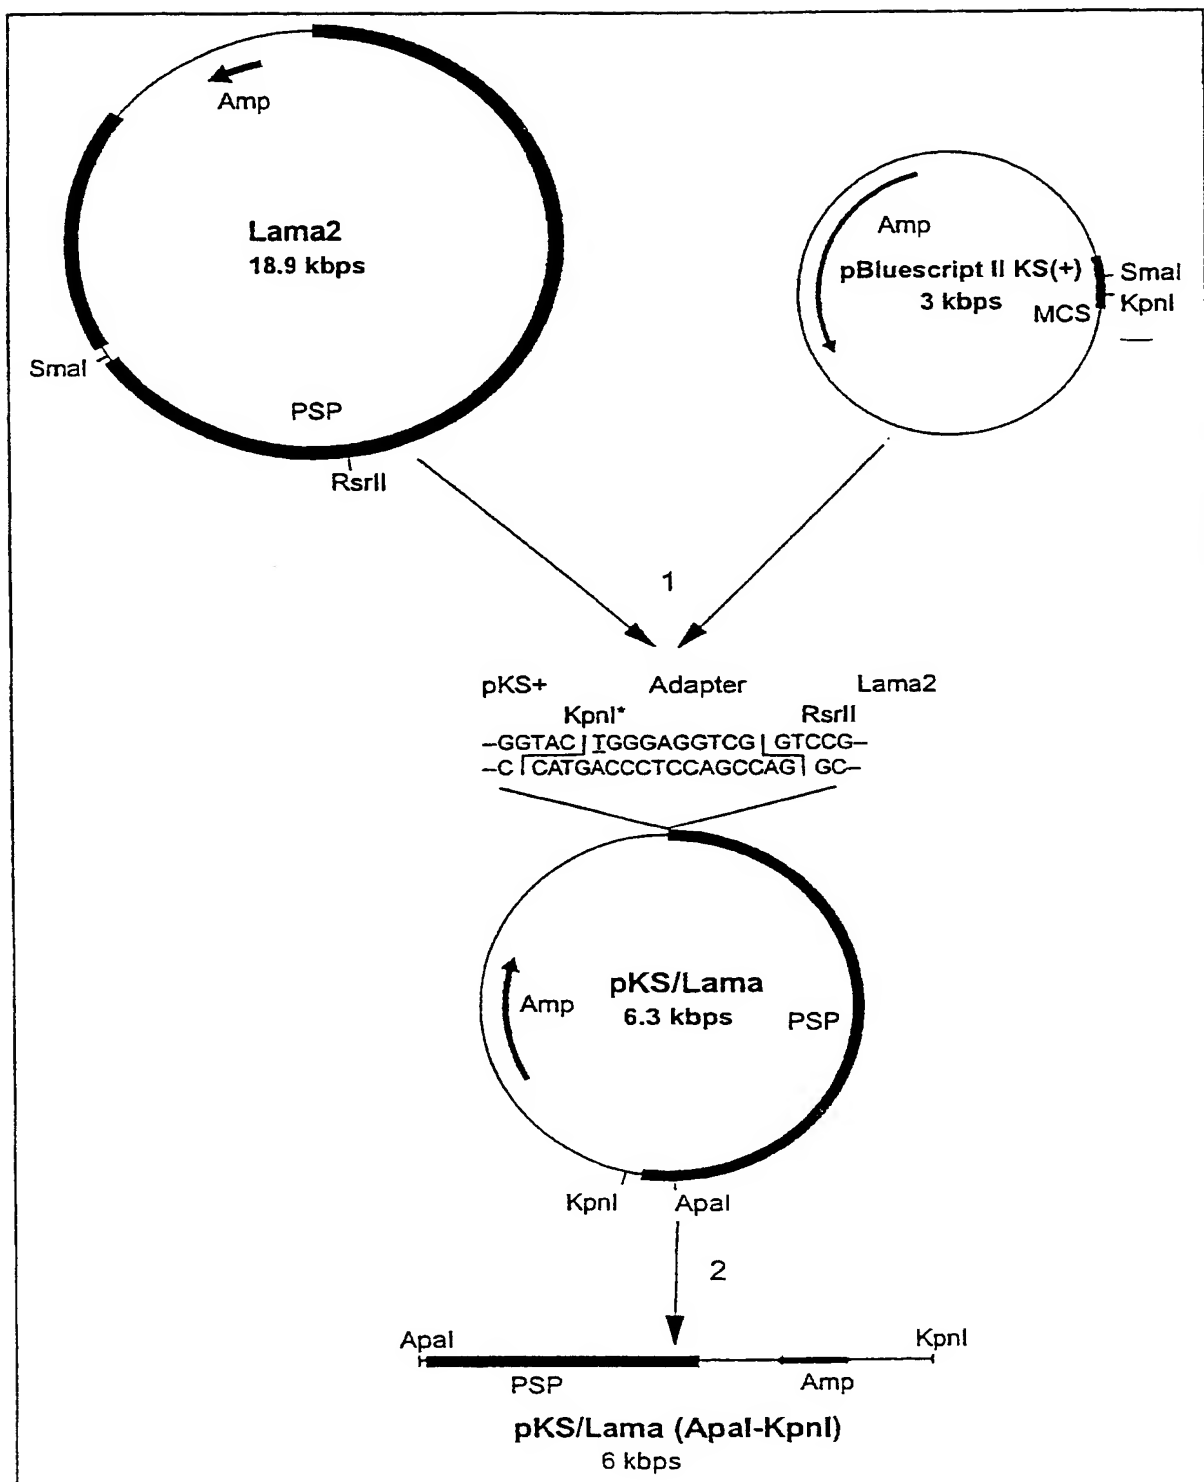 Amp
Lama2
18.9 kbps
SmaI
PSP
RsrII
Amp
pBluescript II KS(+)
3 kbps
SmaI
KpnI
MCS
1
pKS+ Adapter Lama2
KpnI* RsrII
–GGTAC TGGGAGGTCG GTCCG–
–C CATGACCCTCCAGCCAG GC–
Amp
pKS/Lama
6.3 kbps
PSP
KpnI
ApaI
2
ApaI
KpnI
PSP
Amp
pKS/Lama (ApaI-KpnI)
6 kbps